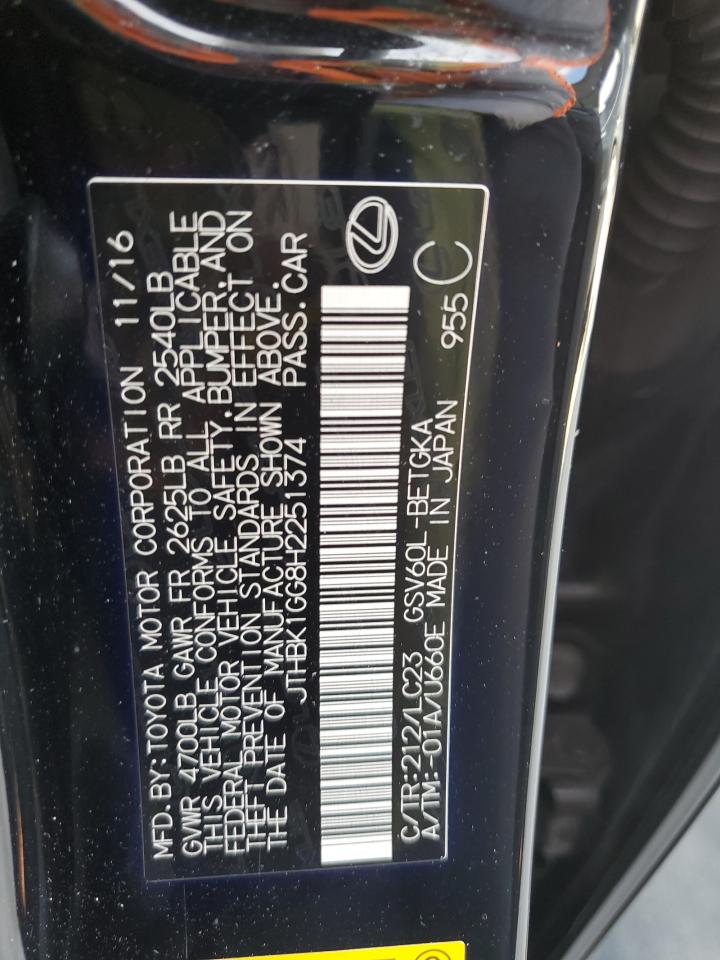 MFD.BY:TOYOTA MOTOR CORPORATION 11/16
GVWR 4700LB GAWR FR 2625LB RR 2540LB
THIS VEHICLE CONFORMS TO ALL APPLICABLE
FEDERAL MOTOR VEHICLE SAFETY,BUMPER,AND
THEFT PREVENTION STANDARDS IN EFFECT ON
THE DATE OF MANUFACTURE SHOWN ABOVE.
JTHBK1GG8H2251374 PASS.CAR
C/TR:212/LC23 GSV60L-BETGKA
A/TM:-01A/U660E MADE IN JAPAN 955 C